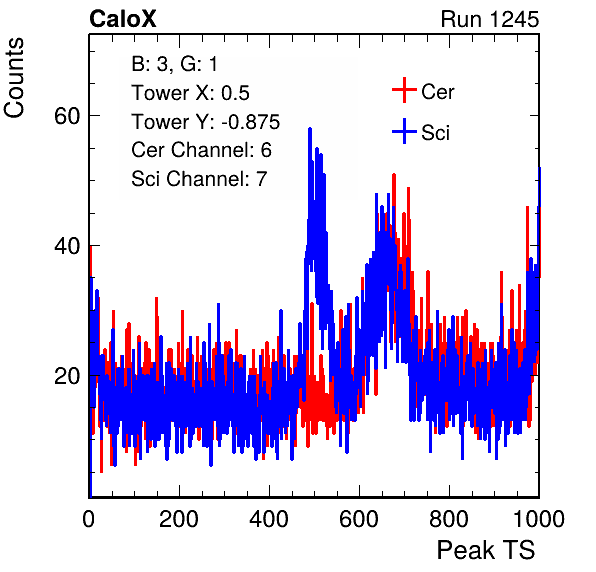 CaloX Run 1245
Counts
B: 3, G: 1
Tower X: 0.5
Tower Y: -0.875
Cer Channel: 6
Sci Channel: 7
Cer
Sci
60
40
20
0 200 400 600 800 1000
Peak TS